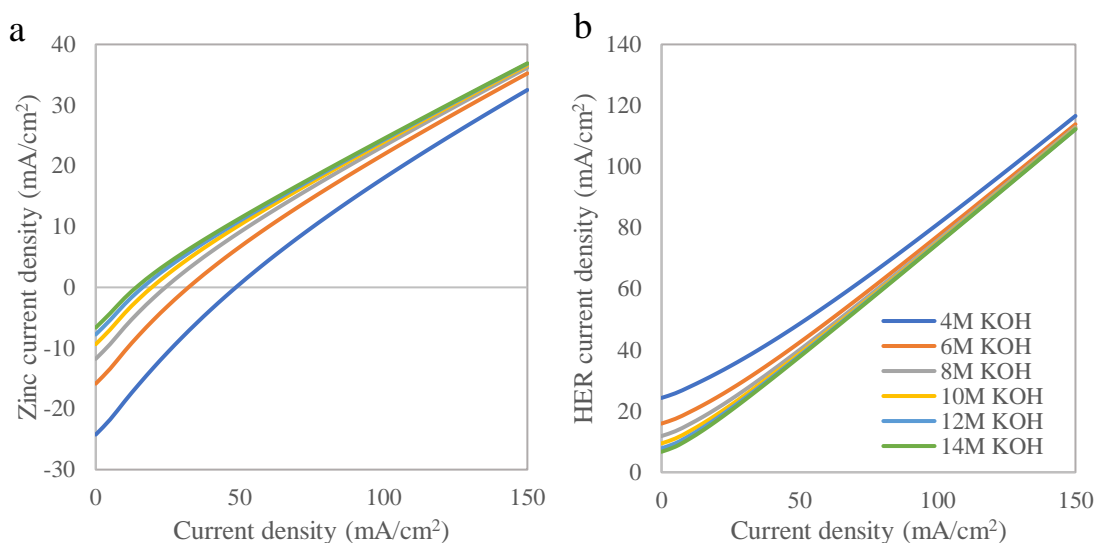 a
Zinc current density (mA/cm²)
40
30
20
10
0
-10
-20
-30
0
50
100
150
Current density (mA/cm²)
b
HER current density (mA/cm²)
140
120
100
80
60
40
20
0
4M KOH
6M KOH
8M KOH
10M KOH
12M KOH
14M KOH
0
50
100
150
Current density (mA/cm²)